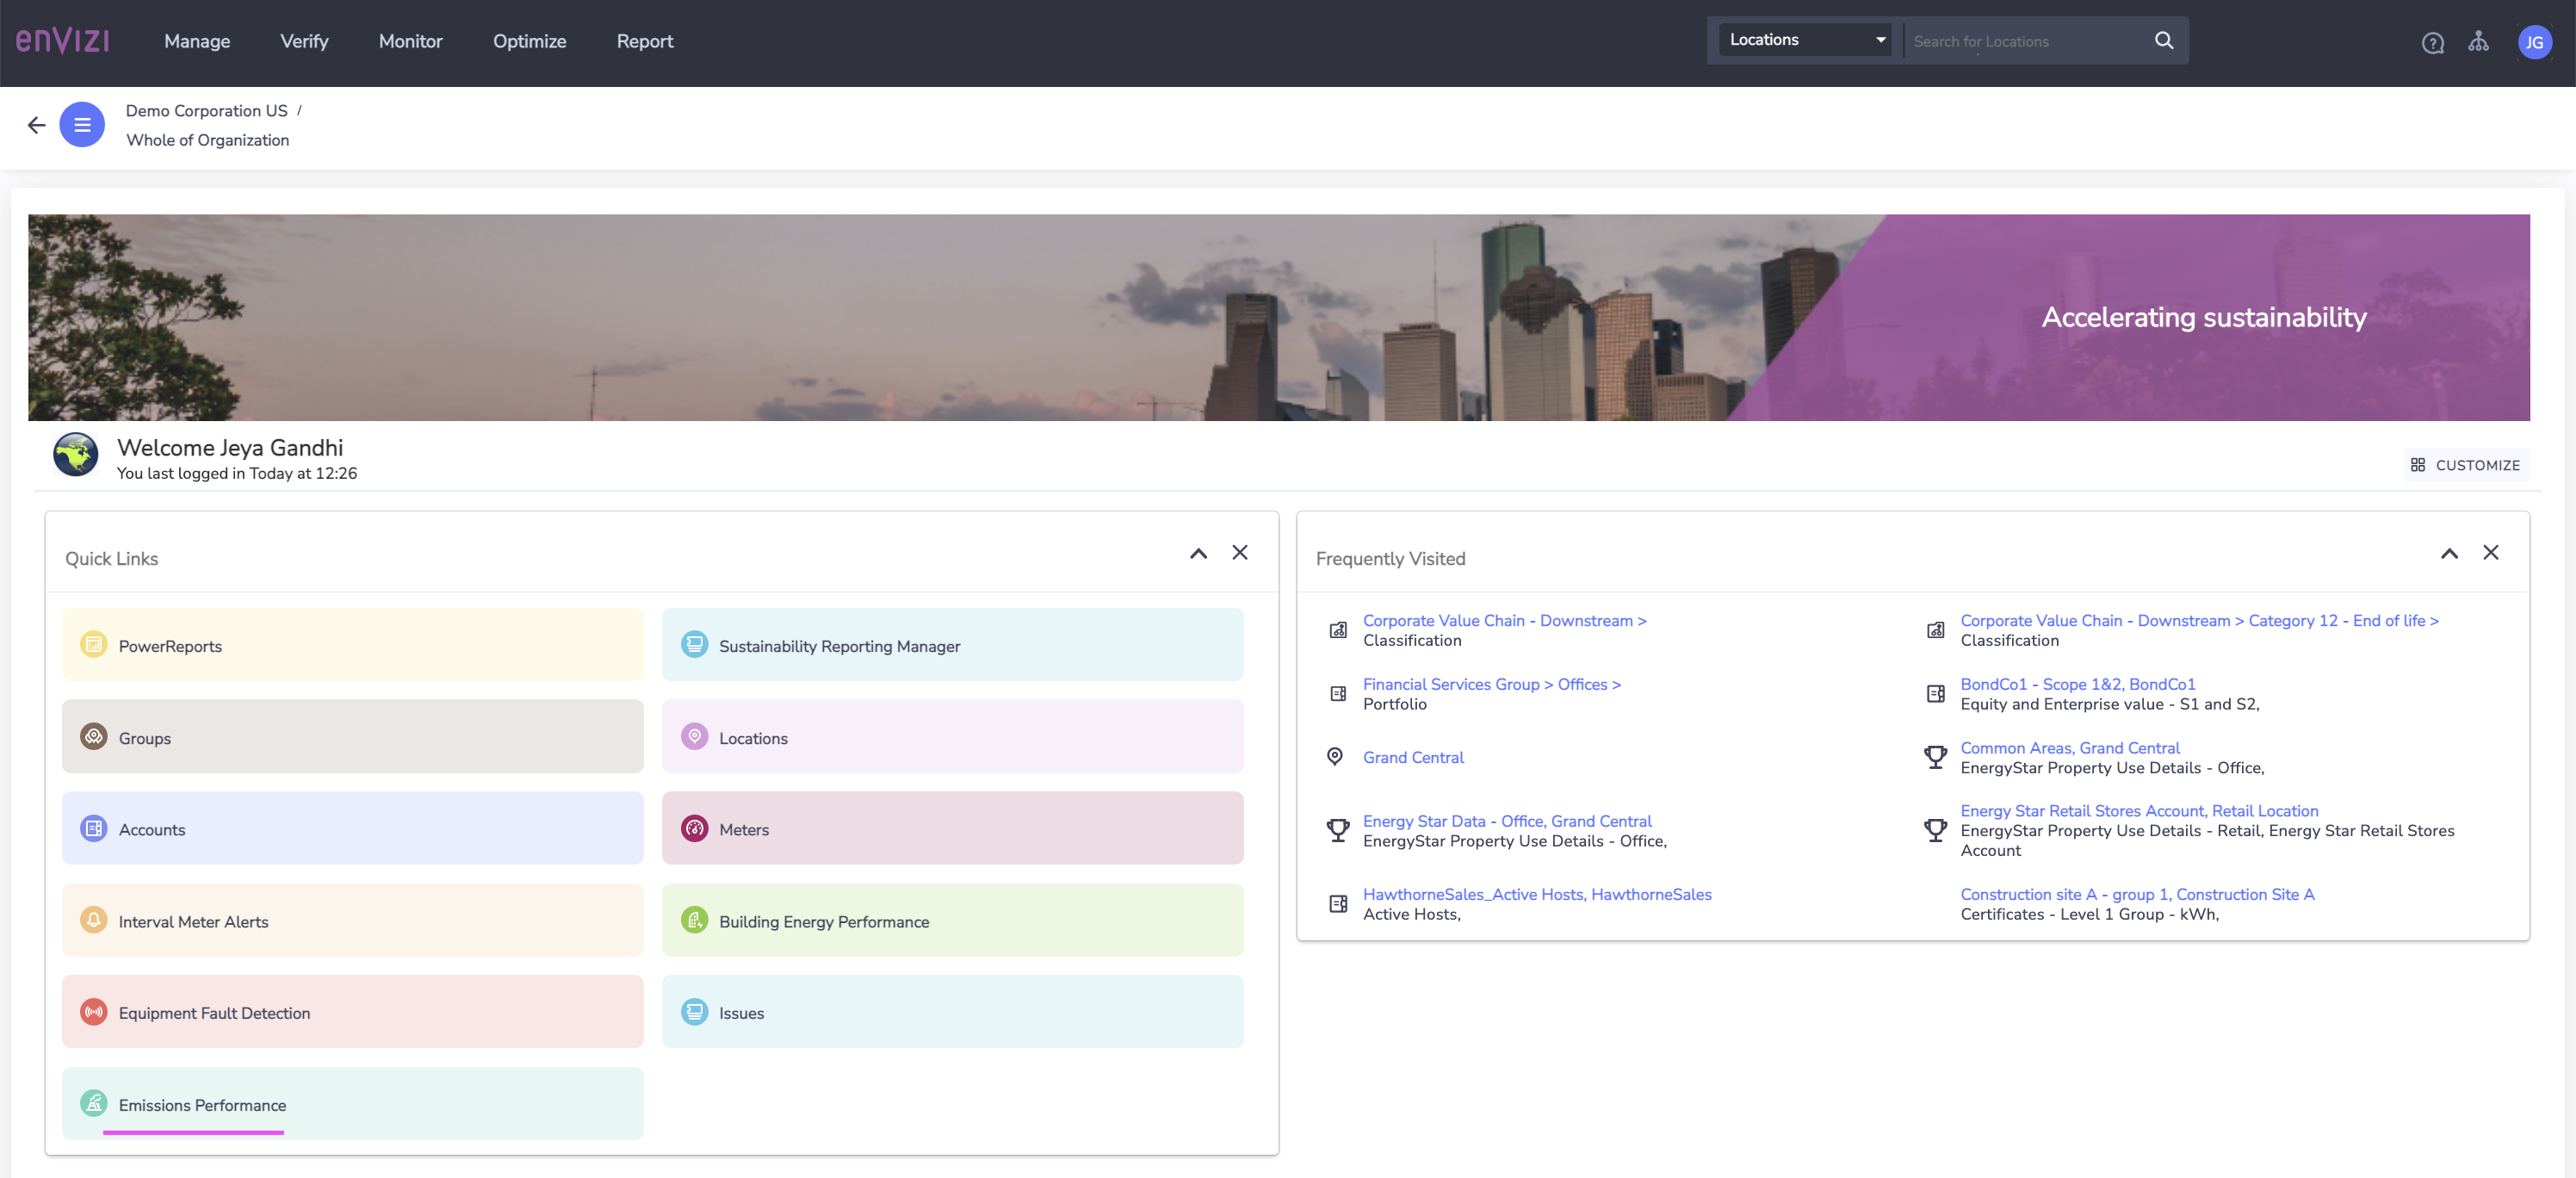 enVIZI
Manage
Verify
Monitor
Optimize
Report
Locations
Search for Locations
JG
Demo Corporation US /
Whole of Organization
Accelerating sustainability
Welcome Jeya Gandhi
You last logged in Today at 12:26
CUSTOMIZE
Quick Links
PowerReports
Sustainability Reporting Manager
Groups
Locations
Accounts
Meters
Interval Meter Alerts
Building Energy Performance
Equipment Fault Detection
Issues
Emissions Performance
Frequently Visited
Corporate Value Chain - Downstream >
Classification
Corporate Value Chain - Downstream > Category 12 - End of life >
Classification
Financial Services Group > Offices >
Portfolio
BondCo1 - Scope 1&2, BondCo1
Equity and Enterprise value - S1 and S2,
Grand Central
Common Areas, Grand Central
EnergyStar Property Use Details - Office,
Energy Star Data - Office, Grand Central
EnergyStar Property Use Details - Office,
Energy Star Retail Stores Account, Retail Location
EnergyStar Property Use Details - Retail, Energy Star Retail Stores
Account
HawthorneSales_Active Hosts, HawthorneSales
Active Hosts,
Construction site A - group 1, Construction Site A
Certificates - Level 1 Group - kWh,